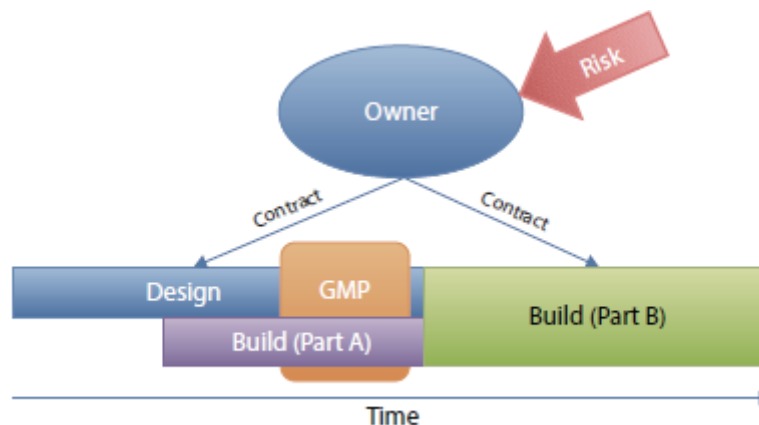 Risk
Owner
Contract
Contract
Design
GMP
Build (Part A)
Build (Part B)
Time